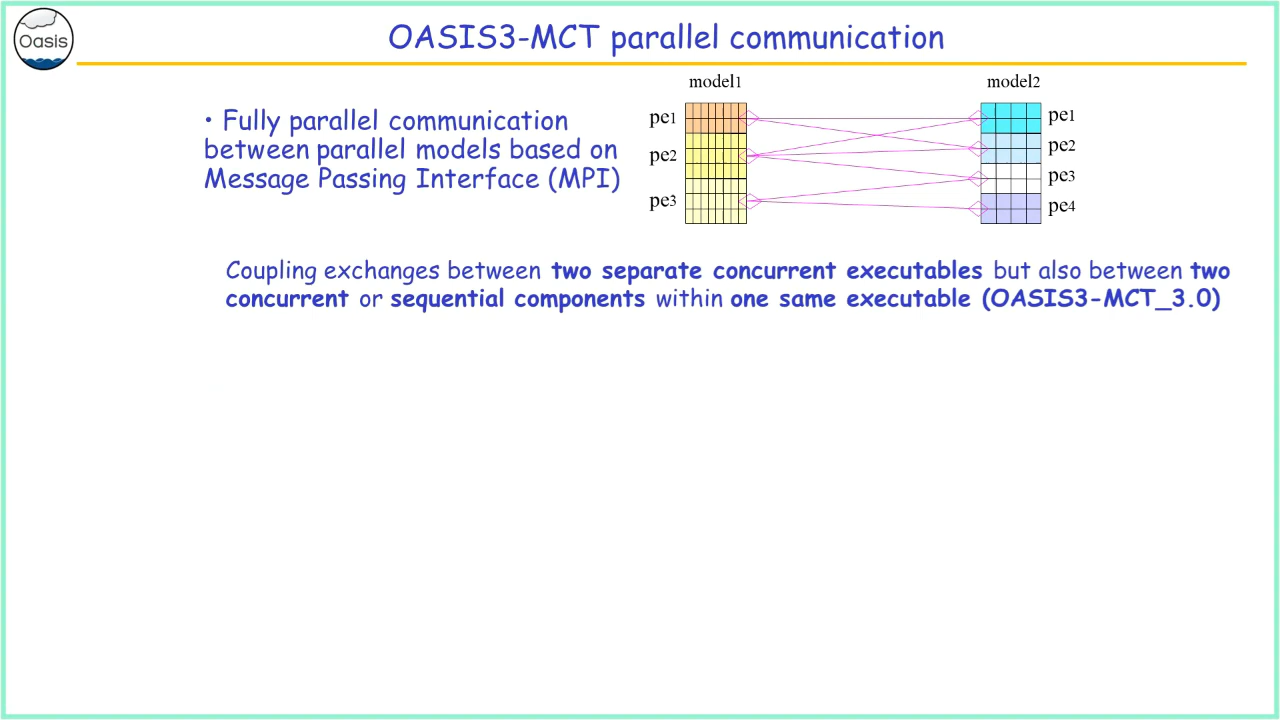 Oasis
OASIS3-MCT parallel communication
• Fully parallel communication
between parallel models based on
Message Passing Interface (MPI)
model1
model2
pe1
pe2
pe3
pe1
pe2
pe3
pe4
Coupling exchanges between two separate concurrent executables but also between two
concurrent or sequential components within one same executable (OASIS3-MCT_3.0)